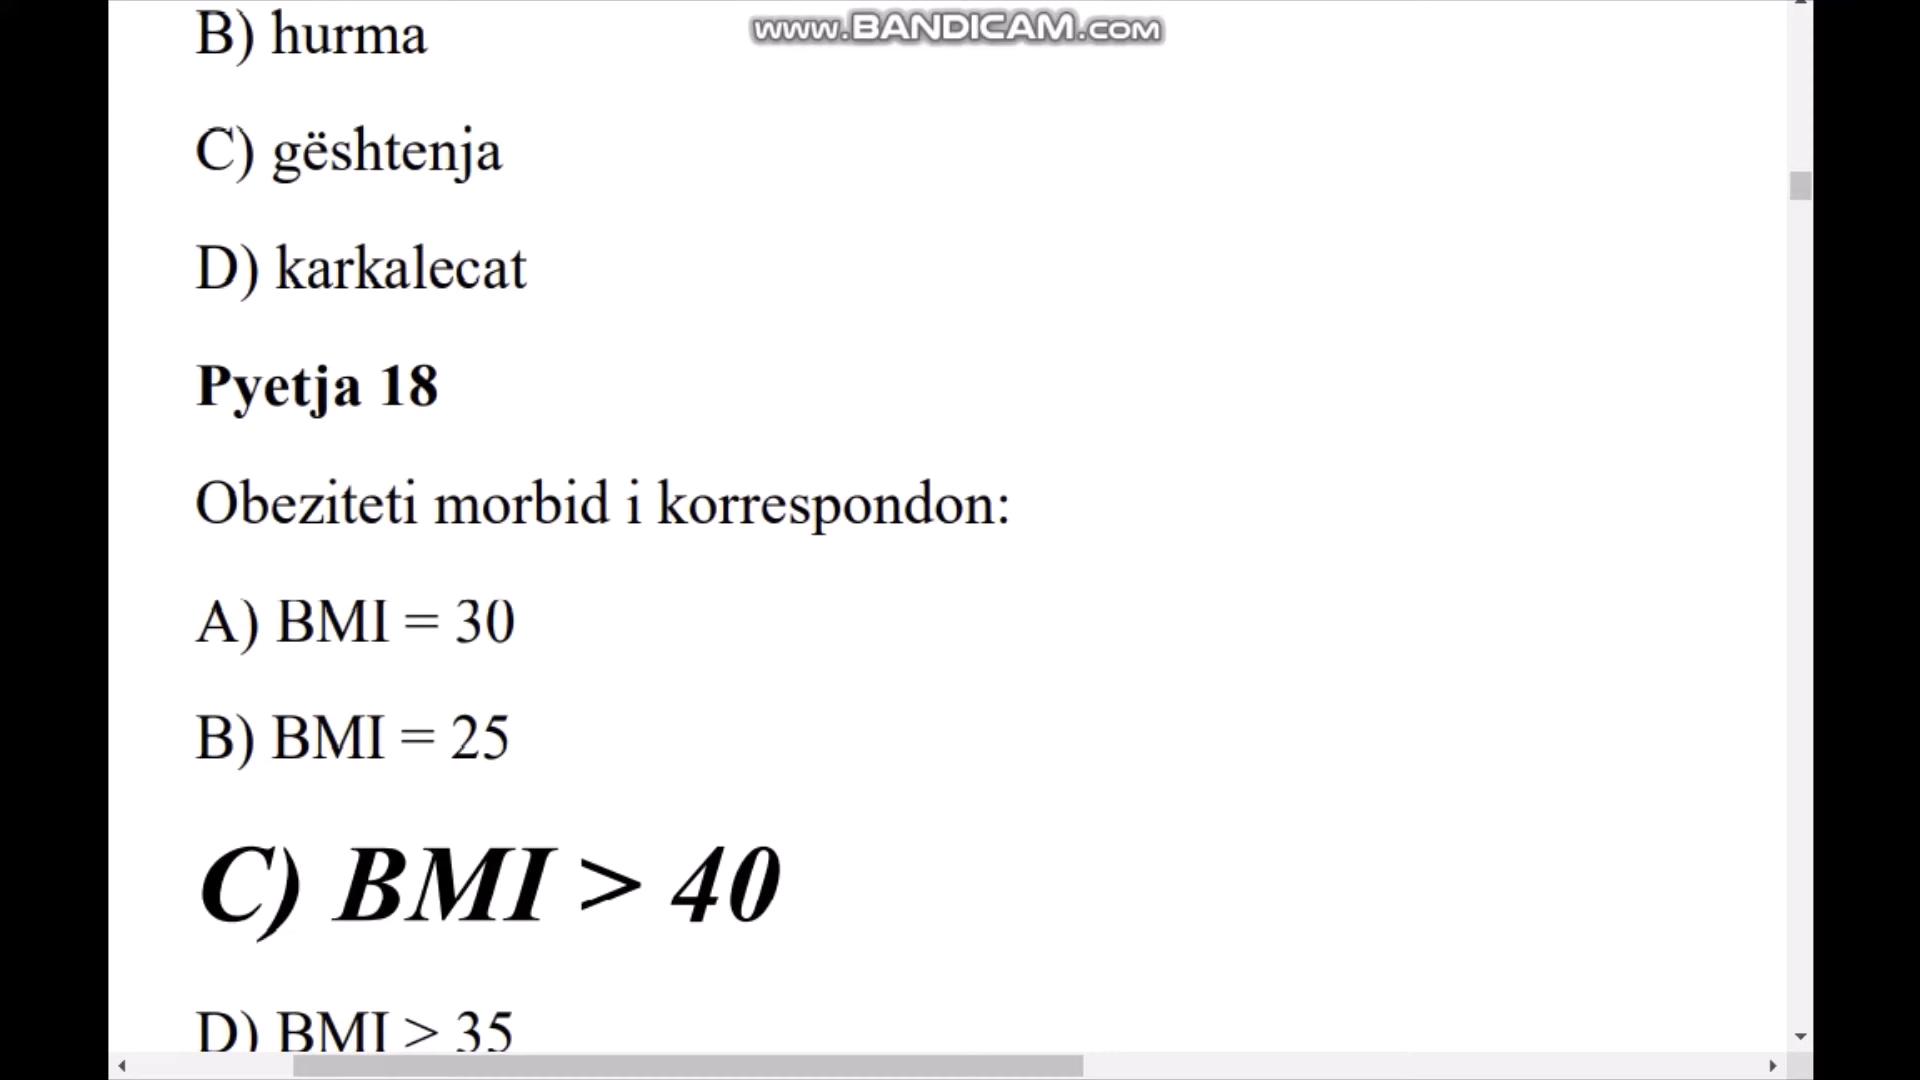 www.BANDICAM.com
B) hurma
C) gështenja
D) karkalecat
Pyetja 18
Obeziteti morbid i korrespondon:
A) BMI = 30
B) BMI = 25
C) BMI > 40
D) BMI > 35